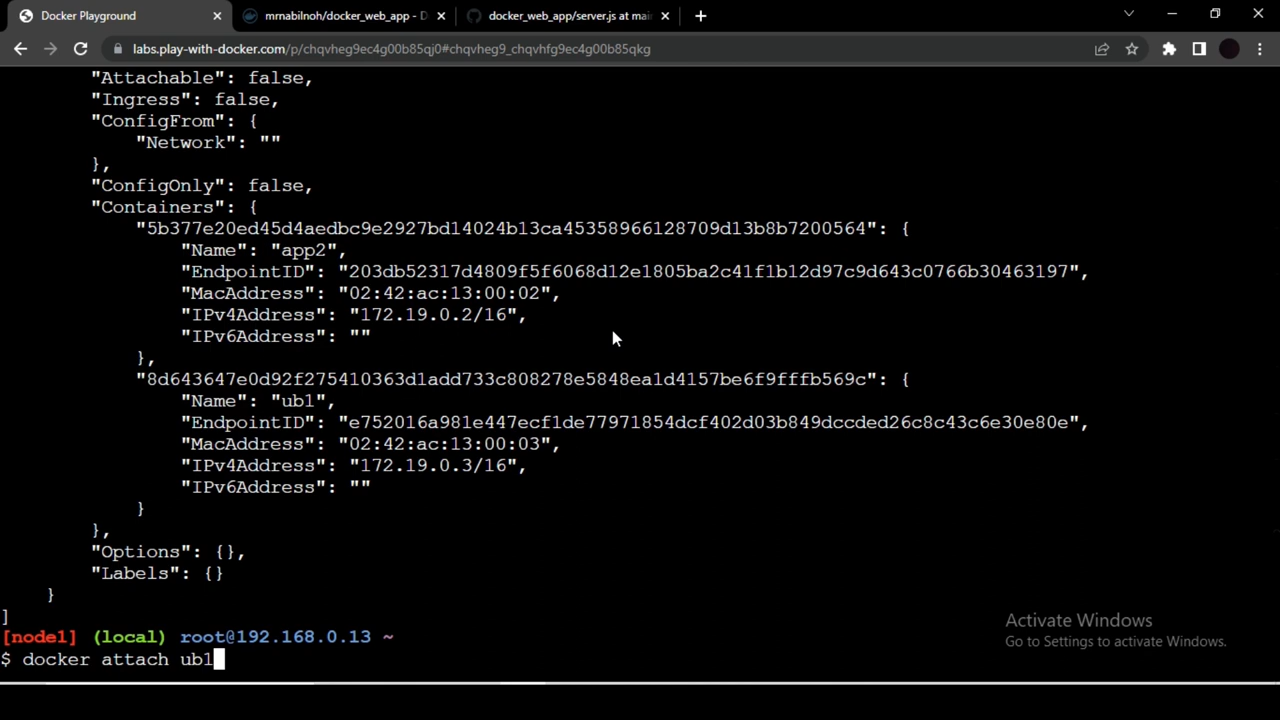 Docker Playground
mrnabilnoh/docker_web_app - D
docker_web_app/server.js at mai
labs.play-with-docker.com/p/chqvheg9ec4g00b85qj0#chqvheg9_chqvhfg9ec4g00b85qkg
"Attachable": false,
"Ingress": false,
"ConfigFrom": {
"Network": ""
},
"ConfigOnly": false,
"Containers": {
"5b377e20ed45d4aedbc9e2927bd14024b13ca45358966128709d13b8b7200564": {
"Name": "app2",
"EndpointID": "203db52317d4809f5f6068d12e1805ba2c41f1b12d97c9d643c0766b30463197",
"MacAddress": "02:42:ac:13:00:02",
"IPv4Address": "172.19.0.2/16",
"IPv6Address": ""
},
"8d643647e0d92f275410363d1add733c808278e5848ea1d4157be6f9fffb569c": {
"Name": "ub1",
"EndpointID": "e752016a981e447ecf1de77971854dcf402d03b849dccded26c8c43c6e30e80e",
"MacAddress": "02:42:ac:13:00:03",
"IPv4Address": "172.19.0.3/16",
"IPv6Address": ""
}
},
"Options": {},
"Labels": {}
}
]
[node1] (local) root@192.168.0.13 ~
$ docker attach ub1
Activate Windows
Go to Settings to activate Windows.